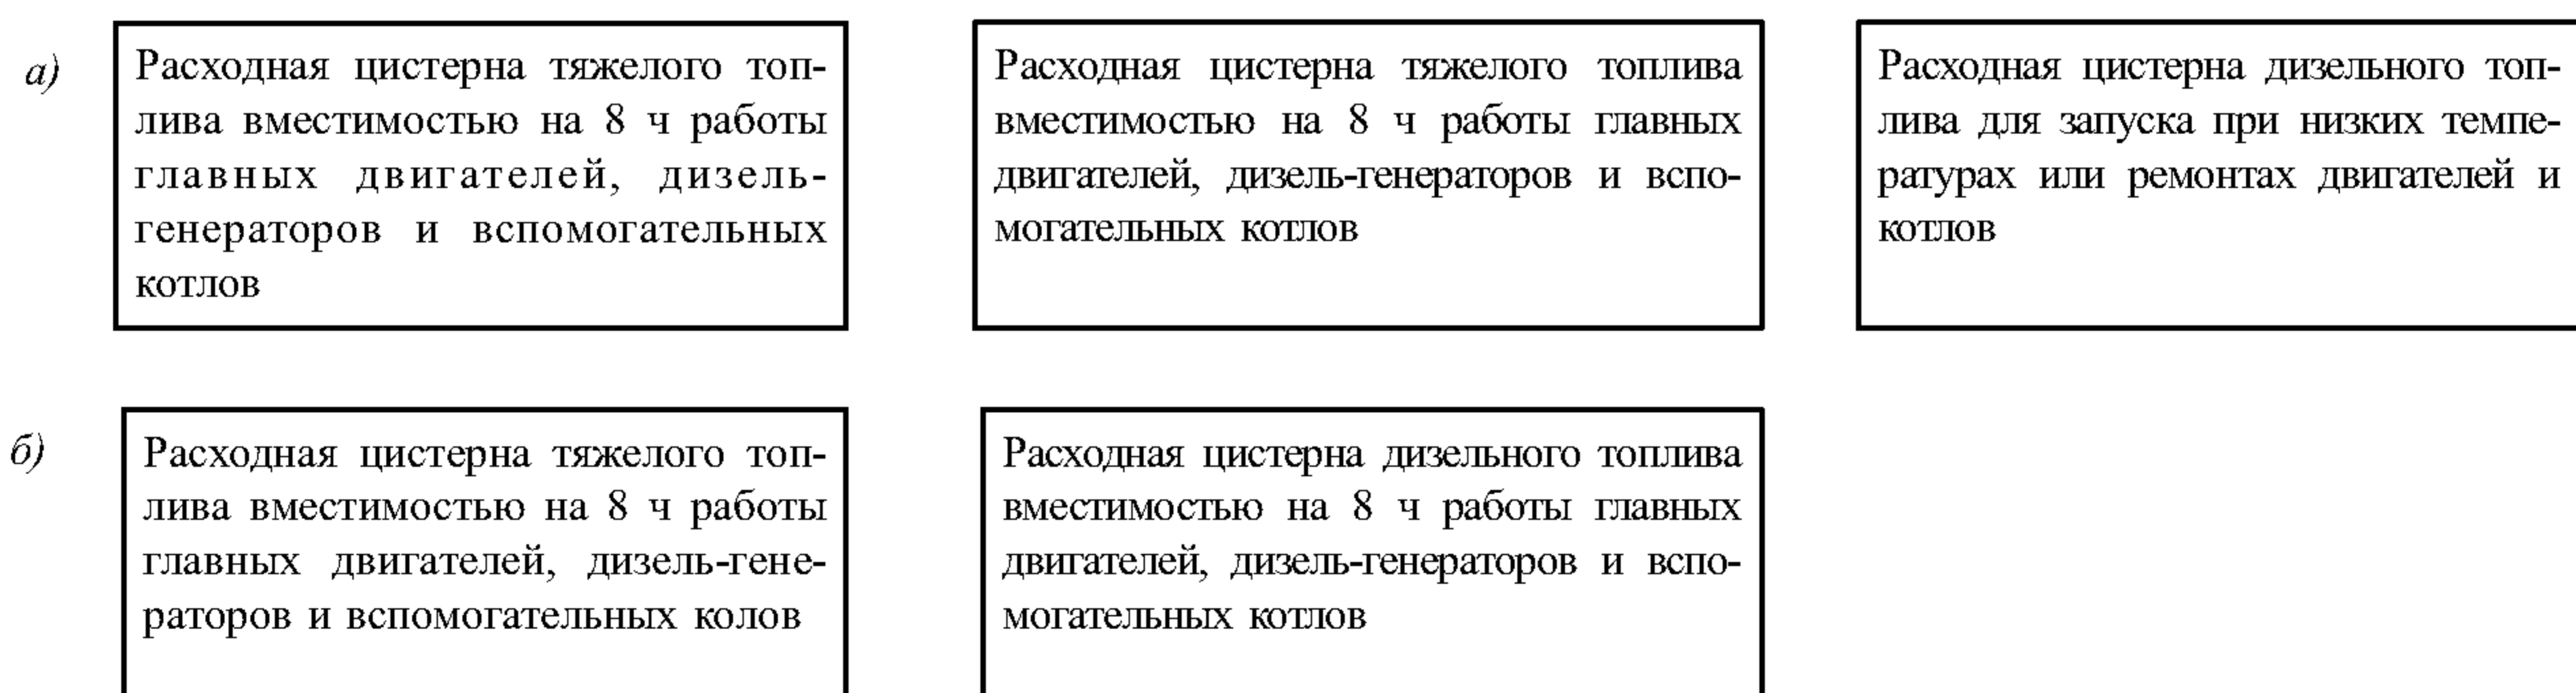 а)
Расходная цистерна тяжелого топ-
лива вместимостью на 8 ч работы
главных двигателей, дизель-
генераторов и вспомогательных
котлов
Расходная цистерна тяжелого топлива
вместимостью на 8 ч работы главных
двигателей, дизель-генераторов и вспо-
могательных котлов
Расходная цистерна дизельного топ-
лива для запуска при низких темпе-
ратурах или ремонтах двигателей и
котлов
б)
Расходная цистерна тяжелого топ-
лива вместимостью на 8 ч работы
главных двигателей, дизель-гене-
раторов и вспомогательных колов
Расходная цистерна дизельного топлива
вместимостью на 8 ч работы главных
двигателей, дизель-генераторов и вспо-
могательных котлов